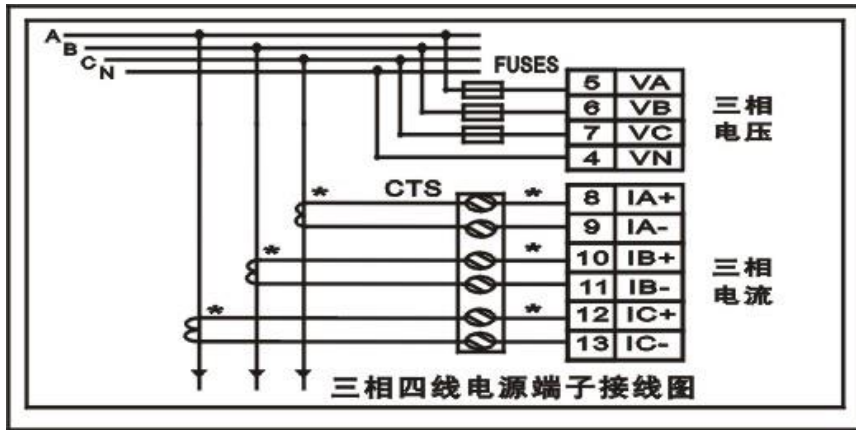 A
B
C
N
FUSES
5 VA
6 VB
7 VC
4 VN
三相
电压
* CTS * 8 IA+
9 IA-
* * 10 IB+
11 IB-
* * 12 IC+
13 IC-
三相
电流
三相四线电源端子接线图